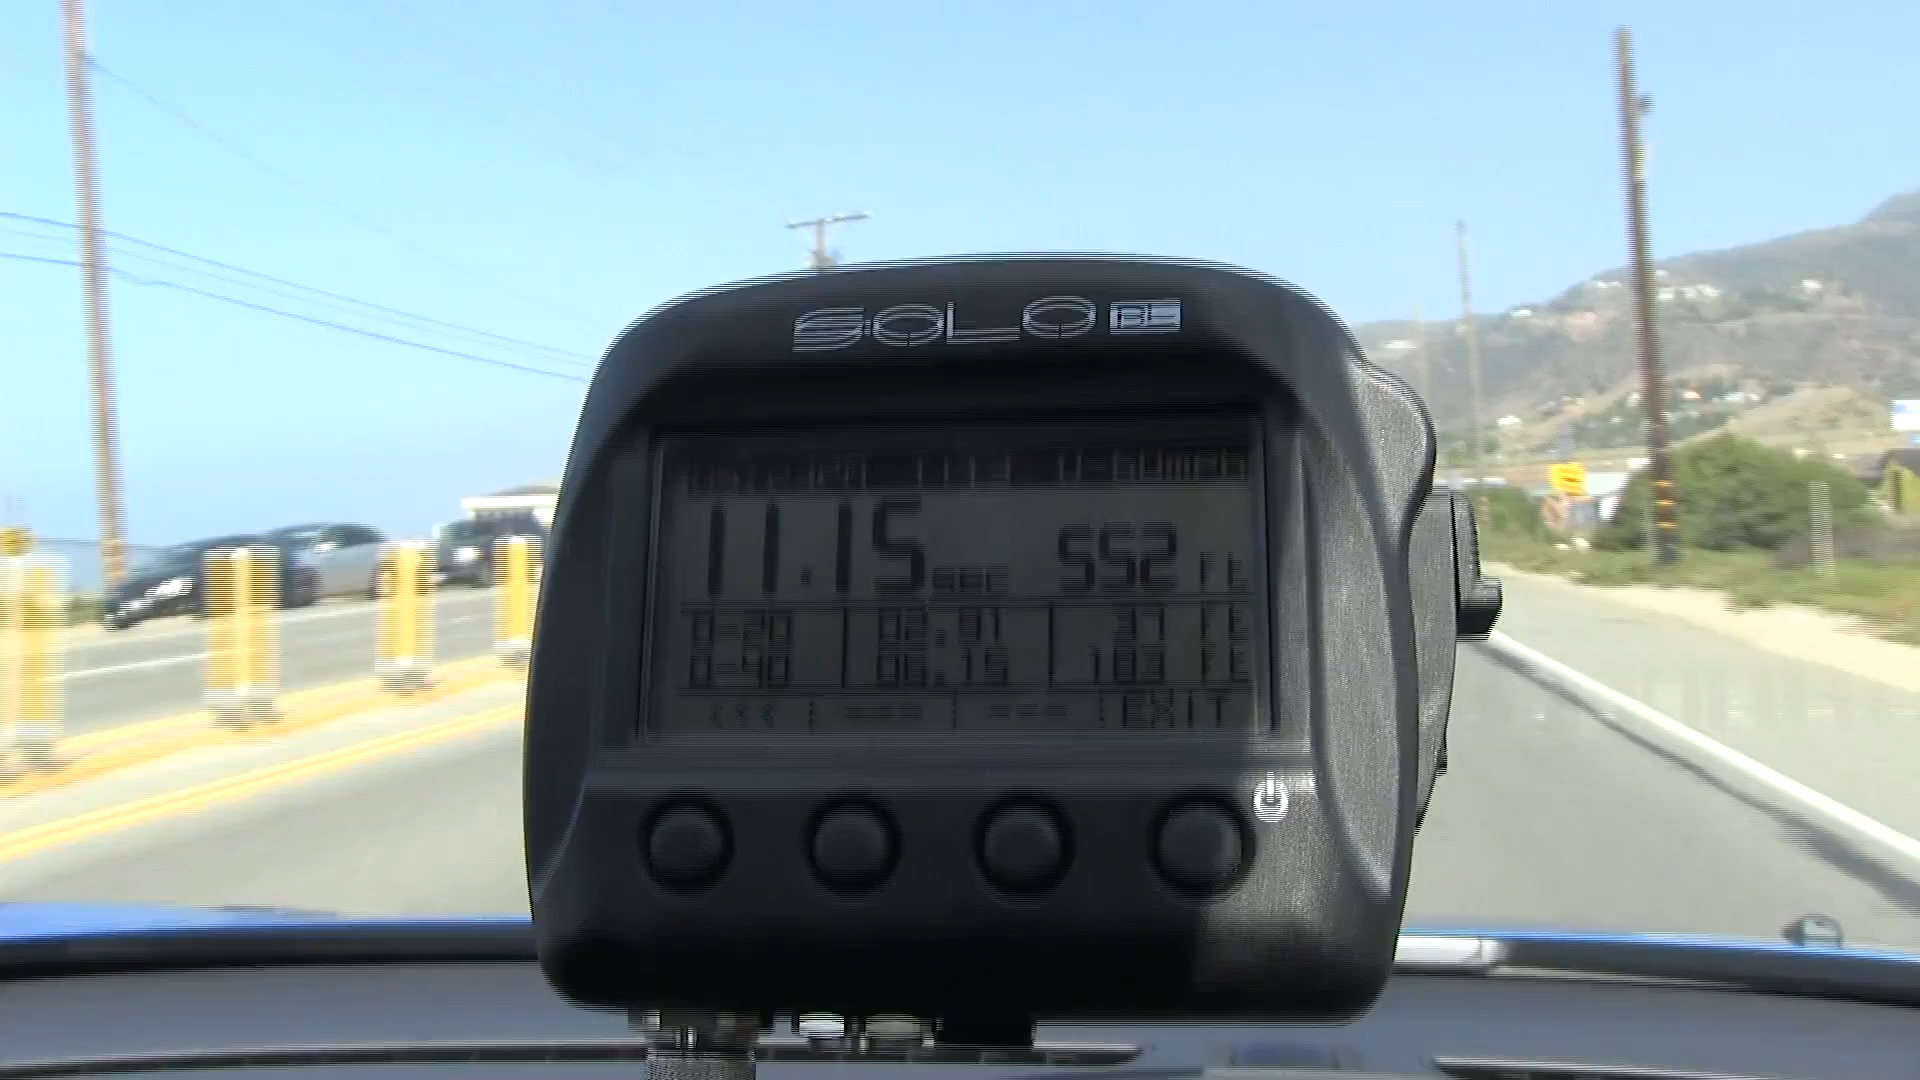 SOLO
11.15 sec 552 ft
0-20 02.91 37 ft
0-40 06.15 183 ft
<<< --- --- EXIT